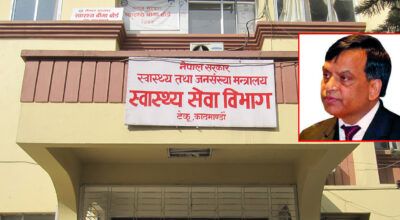 नेपाल सरकार
स्वास्थ्य तथा जनसंख्या मन्त्रालय
स्वास्थ्य सेवा विभाग
टेकु, काठमाण्डौ